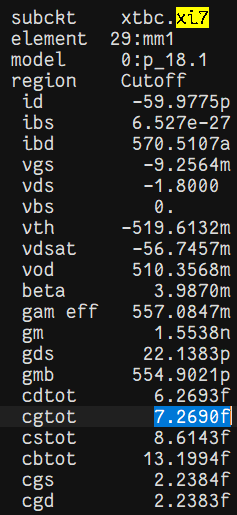 subckt xtbc.xi7
element 29:mm1
model 0:p_18.1
region Cutoff
id -59.9775p
ibs 6.527e-27
ibd 570.5107a
vgs -9.2564m
vds -1.8000
vbs 0.
vth -519.6132m
vdsat -56.7457m
vod 510.3568m
beta 3.9870m
gam eff 557.0847m
gm 1.5538n
gds 22.1383p
gmb 554.9021p
cdtot 6.2693f
cgtot 7.2690f
cstot 8.6143f
cbtot 13.1994f
cgs 2.2384f
cgd 2.2383f